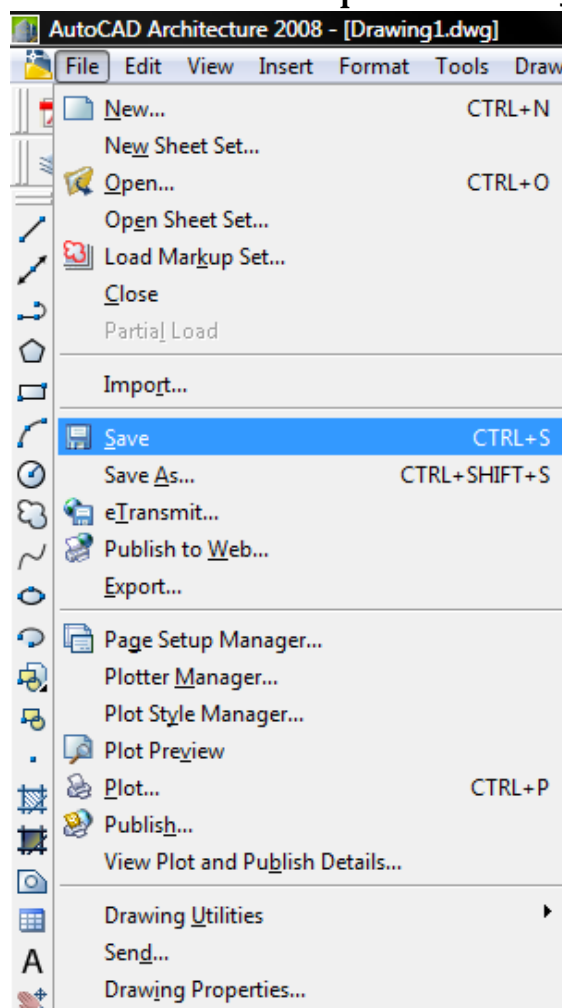 AutoCAD Architecture 2008 - [Drawing1.dwg]
File Edit View Insert Format Tools Draw
New... CTRL+N
New Sheet Set...
Open... CTRL+O
Open Sheet Set...
Load Markup Set...
Close
Partial Load
Import...
Save CTRL+S
Save As... CTRL+SHIFT+S
eTransmit...
Publish to Web...
Export...
Page Setup Manager...
Plotter Manager...
Plot Style Manager...
Plot Preview
Plot... CTRL+P
Publish...
View Plot and Publish Details...
Drawing Utilities
A Send...
Drawing Properties...